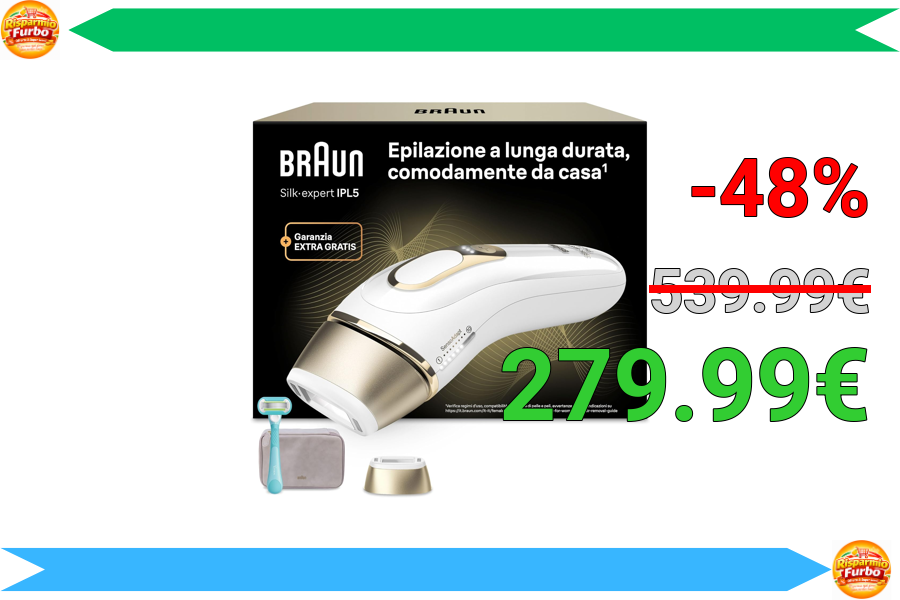 Risparmio
Furbo
BRAUN
BRAUN
Silk·expert IPL5
Epilazione a lunga durata,
comodamente da casa¹
Garanzia
EXTRA GRATIS
-48%
539.99€
279.99€
SensoAdapt
Risparmio
Furbo